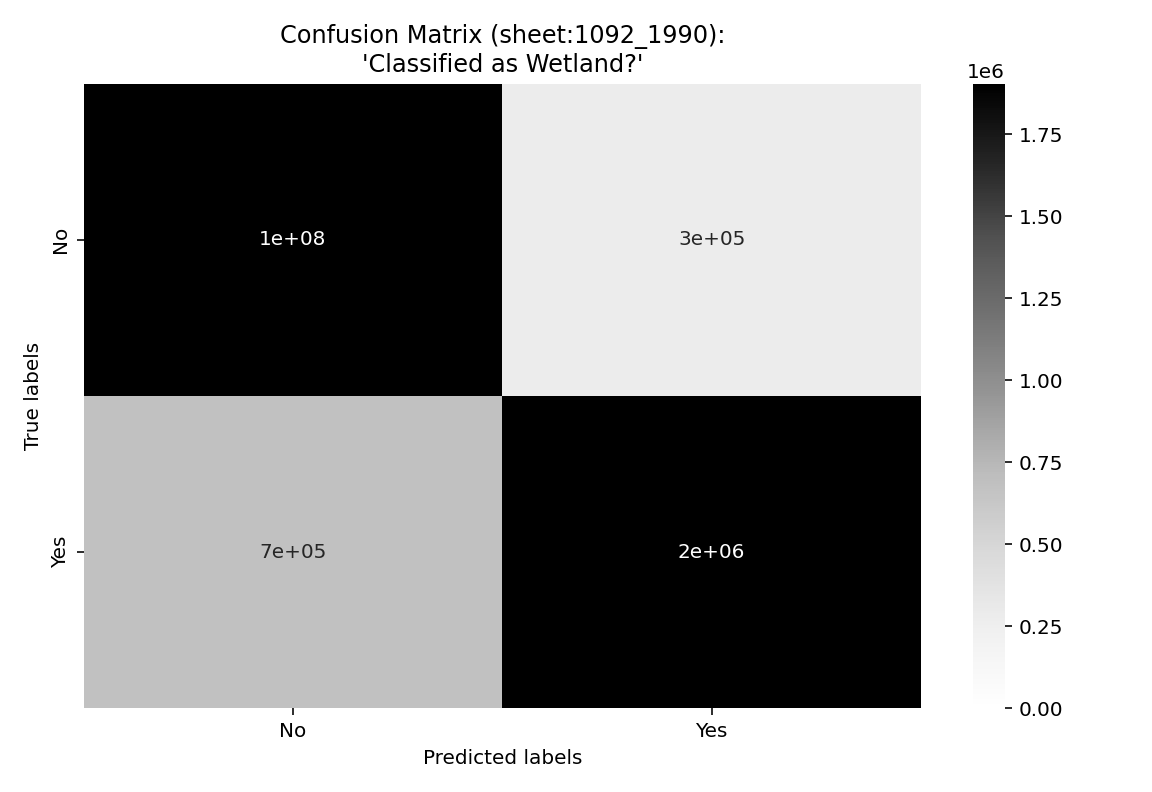 Confusion Matrix (sheet:1092_1990):
'Classified as Wetland?'
1e6
1.75
1.50
1.25
1.00
0.75
0.50
0.25
0.00
True labels
No
1e+08
3e+05
Yes
7e+05
2e+06
No
Yes
Predicted labels